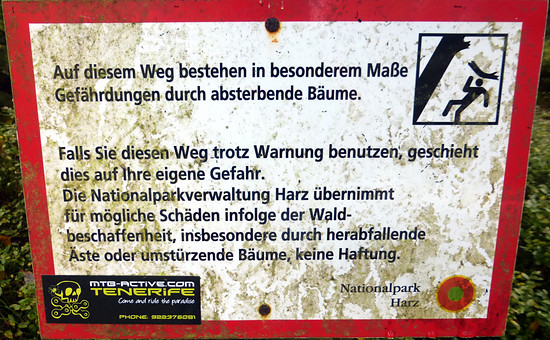 Auf diesem Weg bestehen in besonderem Maße
Gefährdungen durch absterbende Bäume.
Falls Sie diesen Weg trotz Warnung benutzen, geschieht
dies auf Ihre eigene Gefahr.
Die Nationalparkverwaltung Harz übernimmt
für mögliche Schäden infolge der Wald-
beschaffenheit, insbesondere durch herabfallende
Äste oder umstürzende Bäume, keine Haftung.
MTB-ACTIVE.COM
TENERIFE
Come and ride the paradise
PHONE: 922376081
Nationalpark
Harz